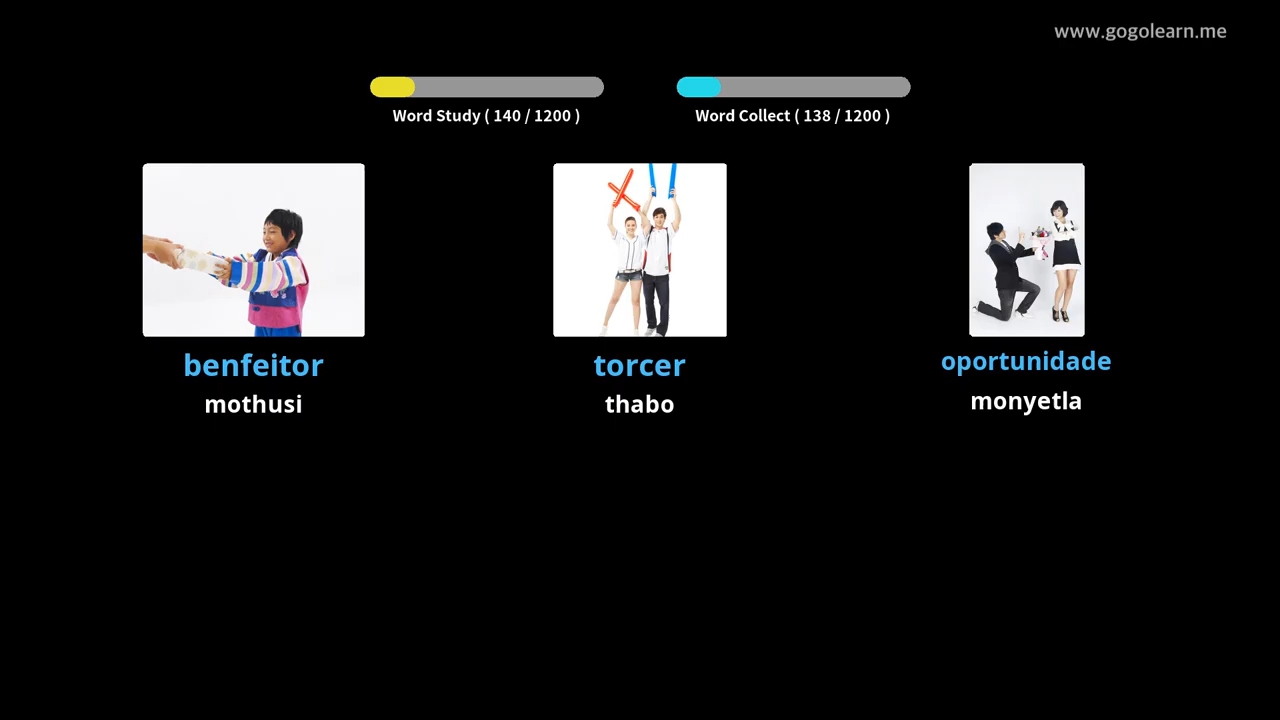 www.gogolearn.me
Word Study ( 140 / 1200 )
Word Collect ( 138 / 1200 )
benfeitor
mothusi
torcer
thabo
oportunidade
monyetla